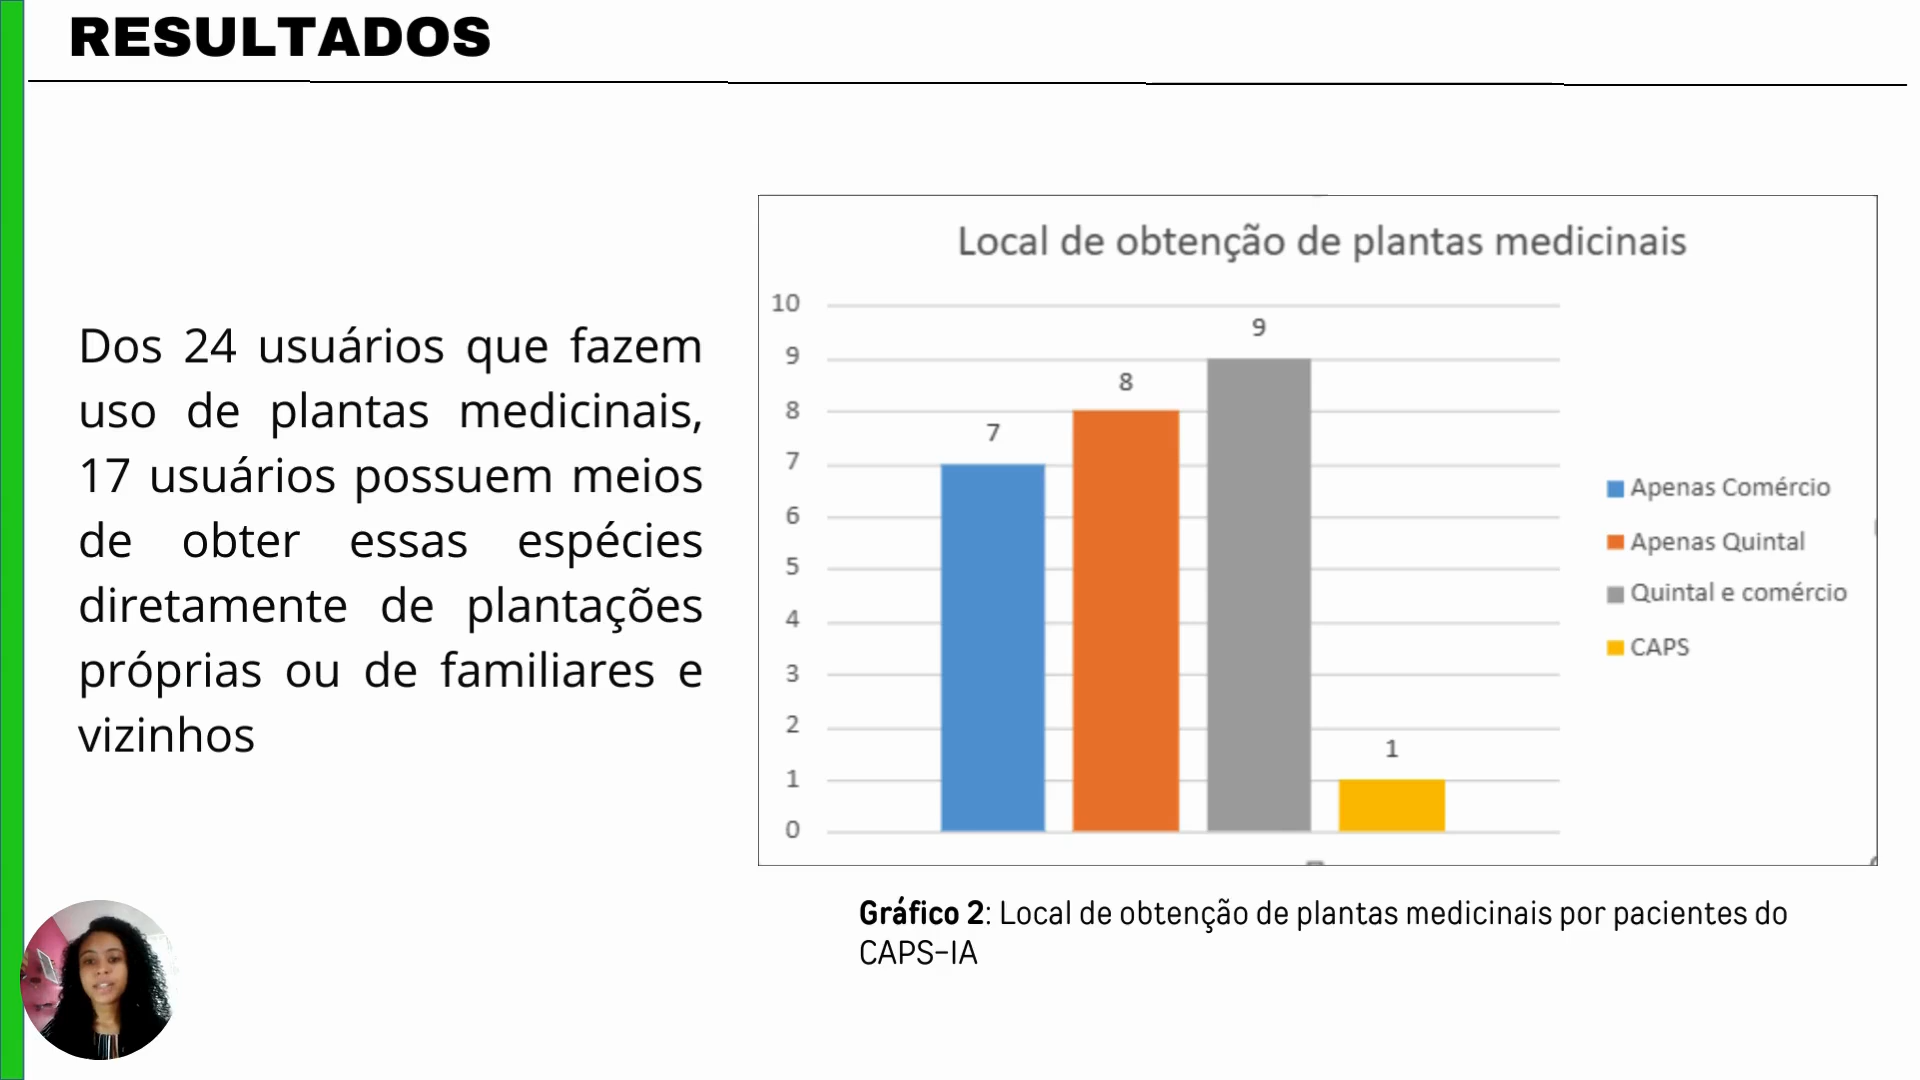 RESULTADOS
Dos 24 usuários que fazem
uso de plantas medicinais,
17 usuários possuem meios
de obter essas espécies
diretamente de plantações
próprias ou de familiares e
vizinhos
Local de obtenção de plantas medicinais
10
9
8
7
6
5
4
3
2
1
0
7
8
9
1
Apenas Comércio
Apenas Quintal
Quintal e comércio
CAPS
Gráfico 2: Local de obtenção de plantas medicinais por pacientes do
CAPS-IA